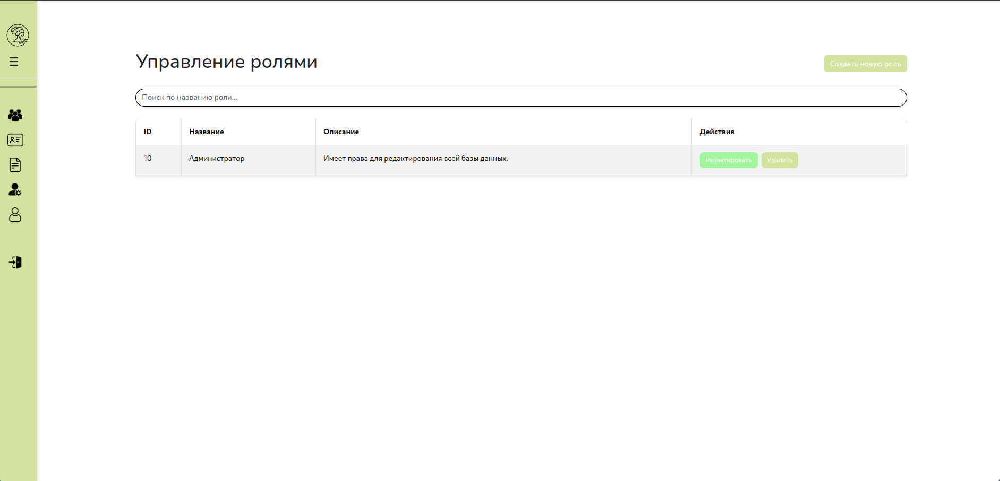 Управление ролями
Создать новую роль
Поиск по названию роли...
ID Название Описание Действия
10 Администратор Имеет права для редактирования всей базы данных. Редактировать Удалить